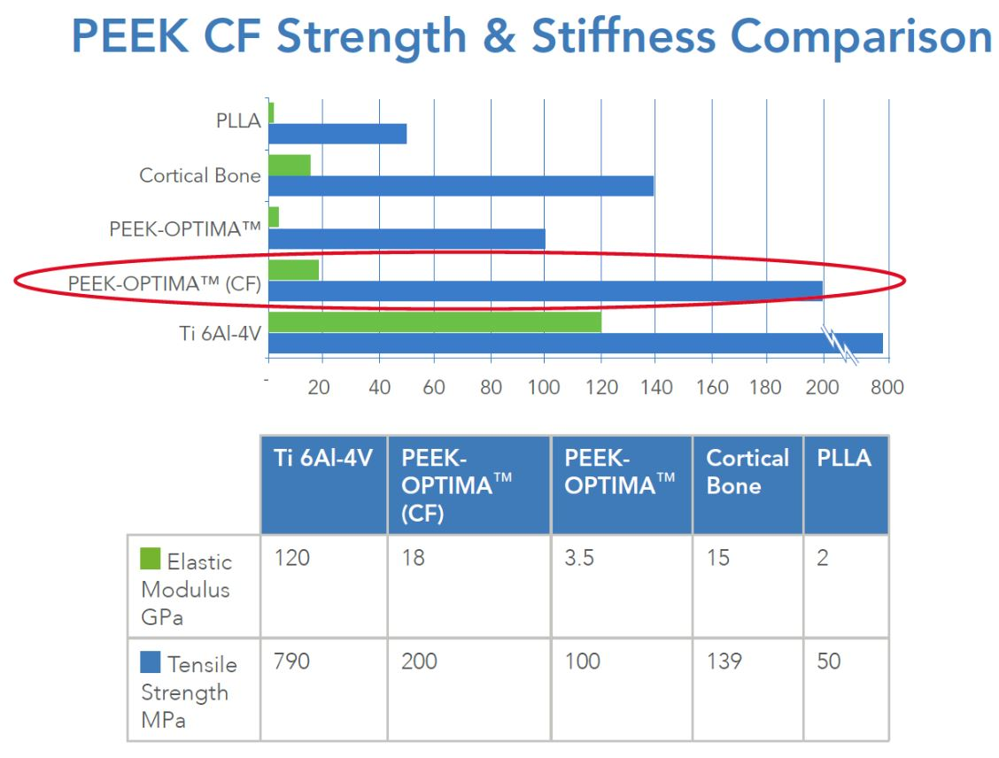 PEEK CF Strength & Stiffness Comparison
PLLA
Cortical Bone
PEEK-OPTIMA™
PEEK-OPTIMA™ (CF)
Ti 6Al-4V
- 20 40 60 80 100 120 140 160 180 200 800
Ti 6Al-4V PEEK-OPTIMA™ (CF) PEEK-OPTIMA™ Cortical Bone PLLA
Elastic Modulus GPa 120 18 3.5 15 2
Tensile Strength MPa 790 200 100 139 50